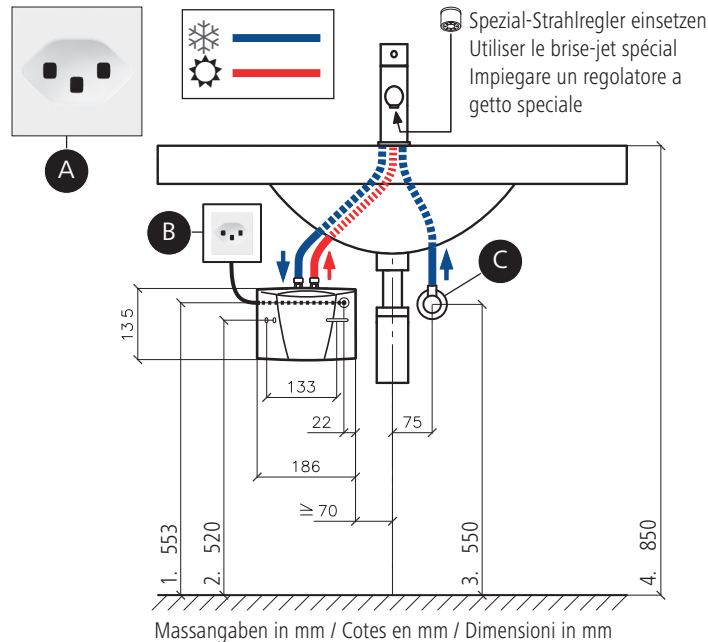 Spezial-Strahlregler einsetzen
Utiliser le brise-jet spécial
Impiegare un regolatore a
getto speciale
A
B
C
135
133
22
75
186
≥ 70
1. 553
2. 520
3. 550
4. 850
Massangaben in mm / Cotes en mm / Dimensioni in mm